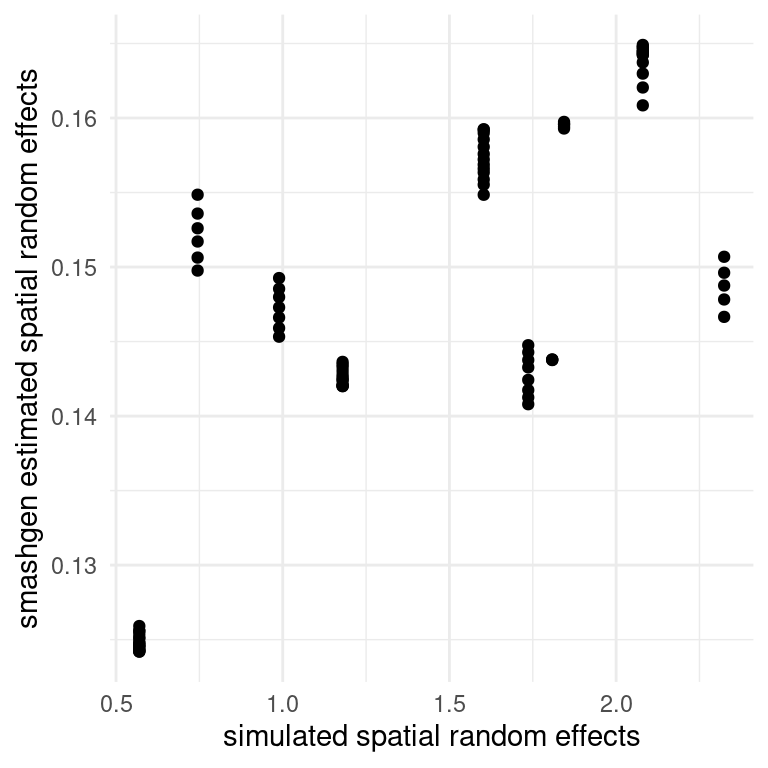 smashgen estimated spatial random effects
0.16
0.15
0.14
0.13
0.5 1.0 1.5 2.0
simulated spatial random effects